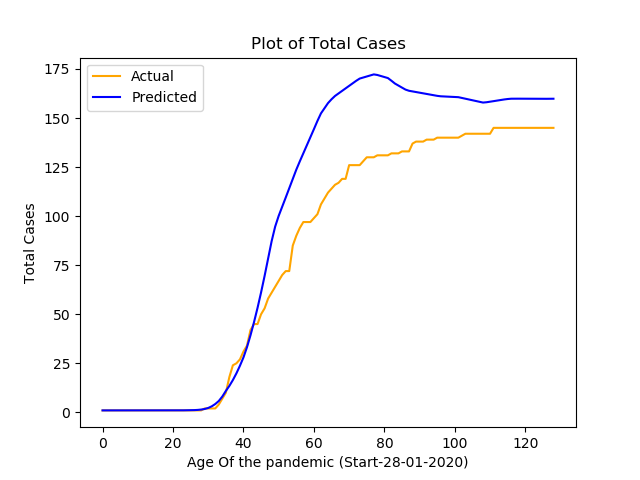 Plot of Total Cases
Actual
Predicted
175
150
125
100
75
50
25
0
Total Cases
0 20 40 60 80 100 120
Age Of the pandemic (Start-28-01-2020)